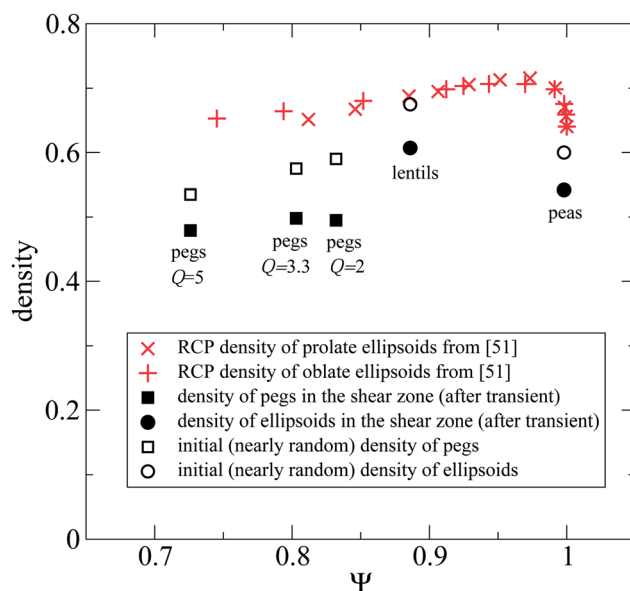 0.8
0.6
0.4
0.2
0
density
lentils
peas
pegs
Q=5
pegs
Q=3.3
pegs
Q=2
RCP density of prolate ellipsoids from [51]
RCP density of oblate ellipsoids from [51]
density of pegs in the shear zone (after transient)
density of ellipsoids in the shear zone (after transient)
initial (nearly random) density of pegs
initial (nearly random) density of ellipsoids
0.7 0.8 0.9 1
Ψ